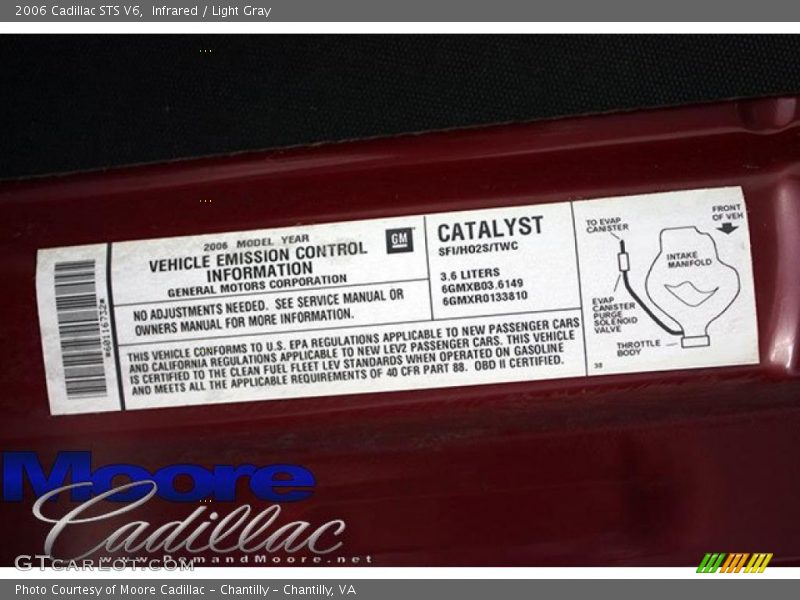 2006 Cadillac STS V6,  Infrared / Light Gray
2006 MODEL YEAR
VEHICLE EMISSION CONTROL
INFORMATION
GENERAL MOTORS CORPORATION
GM
NO ADJUSTMENTS NEEDED. SEE SERVICE MANUAL OR
OWNERS MANUAL FOR MORE INFORMATION.
CATALYST
SFI/HO2S/TWC
3.6 LITERS
6GMXB03.6149
6GMXR0133810
THIS VEHICLE CONFORMS TO U.S. EPA REGULATIONS APPLICABLE TO NEW PASSENGER CARS
AND CALIFORNIA REGULATIONS APPLICABLE TO NEW LEV2 PASSENGER CARS. THIS VEHICLE
IS CERTIFIED TO THE CLEAN FUEL FLEET LEV STANDARDS WHEN OPERATED ON GASOLINE
AND MEETS ALL THE APPLICABLE REQUIREMENTS OF 40 CFR PART 88. OBD II CERTIFIED.
TO EVAP
CANISTER
FRONT
OF VEH
INTAKE
MANIFOLD
EVAP
CANISTER
PURGE
SOLENOID
VALVE
THROTTLE
BODY
Moore
Cadillac
www.DemandMoore.net
GTCARLOT.COM
Photo Courtesy of Moore Cadillac - Chantilly - Chantilly, VA